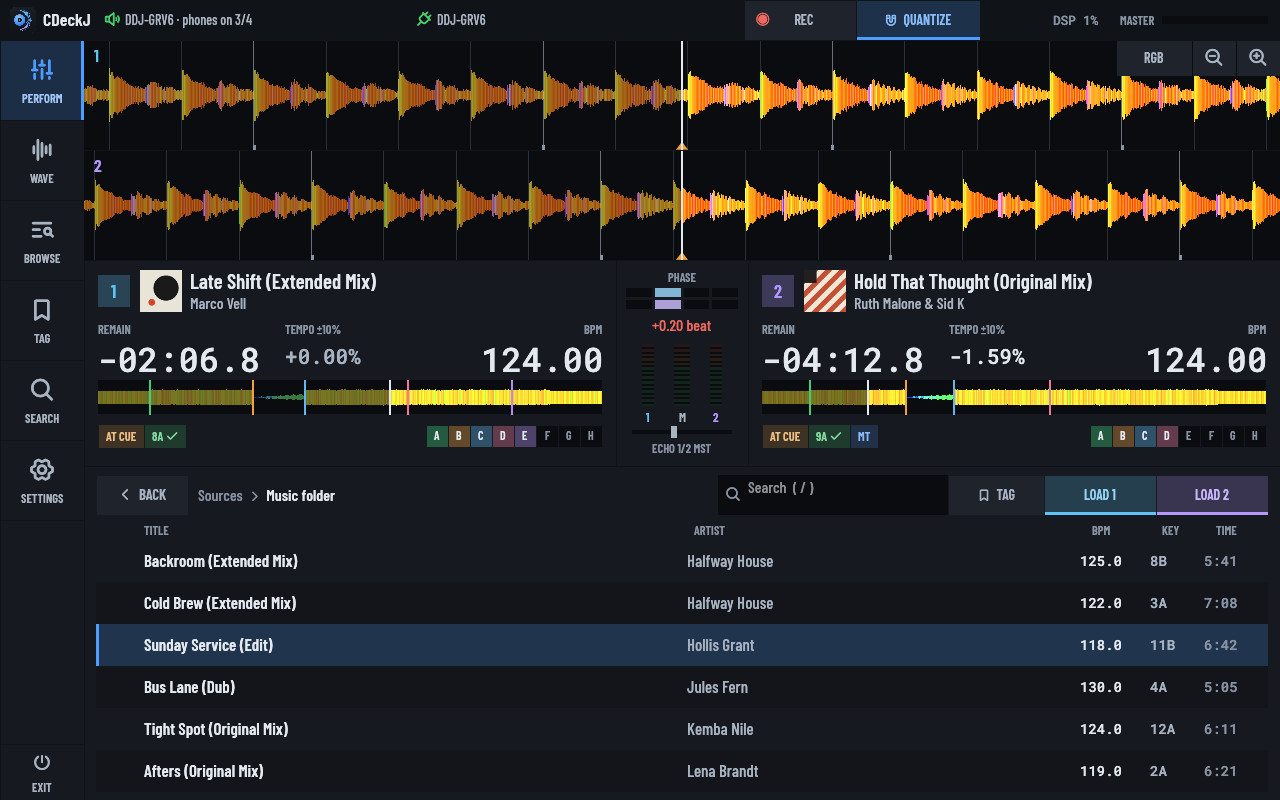 CDeckJ DDJ-GRV6 · phones on 3/4 DDJ-GRV6 REC QUANTIZE DSP 1% MASTER
PERFORM
WAVE
BROWSE
TAG
SEARCH
SETTINGS
EXIT
1 RGB
2
1 Late Shift (Extended Mix)
Marco Vell
REMAIN TEMPO ±10% BPM
-02:06.8 +0.00% 124.00
AT CUE 8A A B C D E F G H
PHASE
+0.20 beat
1 M 2
ECHO 1/2 MST
2 Hold That Thought (Original Mix)
Ruth Malone & Sid K
REMAIN TEMPO ±10% BPM
-04:12.8 -1.59% 124.00
AT CUE 9A MT A B C D E F G H
BACK Sources Music folder Search ( / ) TAG LOAD 1 LOAD 2
TITLE ARTIST BPM KEY TIME
Backroom (Extended Mix) Halfway House 125.0 8B 5:41
Cold Brew (Extended Mix) Halfway House 122.0 3A 7:08
Sunday Service (Edit) Hollis Grant 118.0 11B 6:42
Bus Lane (Dub) Jules Fern 130.0 4A 5:05
Tight Spot (Original Mix) Kemba Nile 124.0 12A 6:11
Afters (Original Mix) Lena Brandt 119.0 2A 6:21